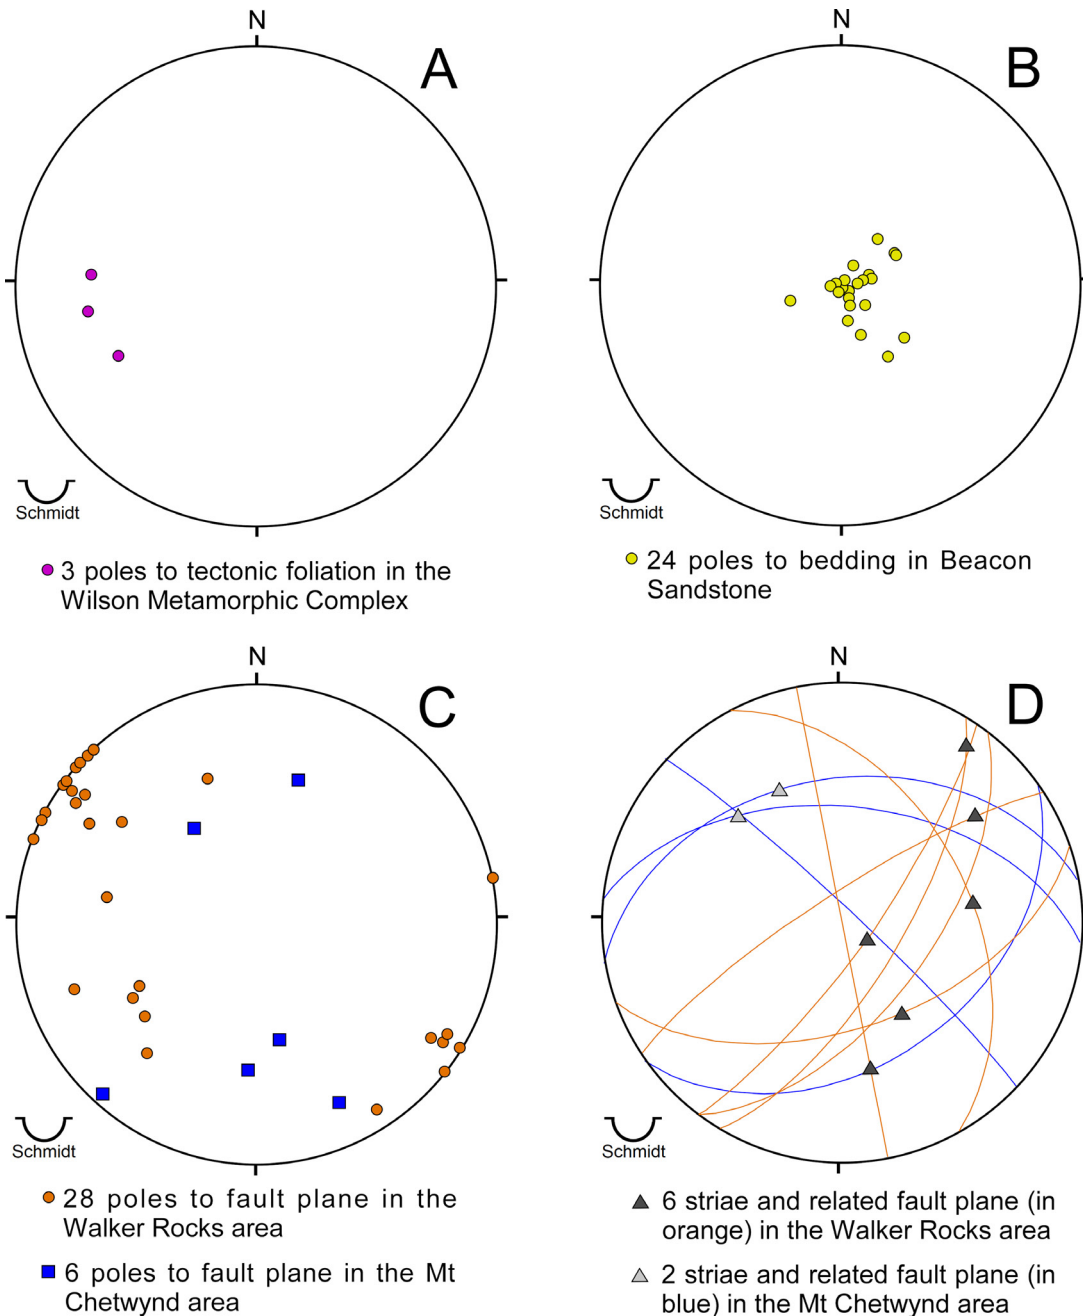 N
A
Schmidt
3 poles to tectonic foliation in the
Wilson Metamorphic Complex
N
B
Schmidt
24 poles to bedding in Beacon
Sandstone
N
C
Schmidt
28 poles to fault plane in the
Walker Rocks area
6 poles to fault plane in the Mt
Chetwynd area
N
D
Schmidt
6 striae and related fault plane (in
orange) in the Walker Rocks area
2 striae and related fault plane (in
blue) in the Mt Chetwynd area